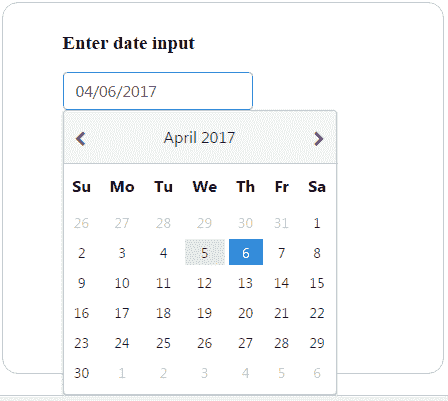 Enter date input
04/06/2017
April 2017
Su Mo Tu We Th Fr Sa
26 27 28 29 30 31 1
2 3 4 5 6 7 8
9 10 11 12 13 14 15
16 17 18 19 20 21 22
23 24 25 26 27 28 29
30 1 2 3 4 5 6